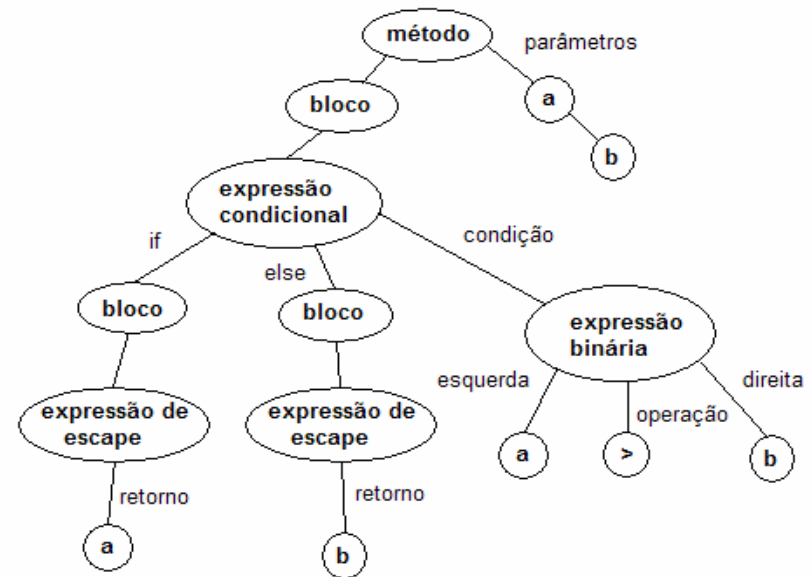 método
parâmetros
bloco
a
b
expressão
condicional
if
else
condição
bloco
bloco
expressão
binária
esquerda
direita
expressão de
escape
expressão de
escape
operação
a
>
b
retorno
retorno
a
b